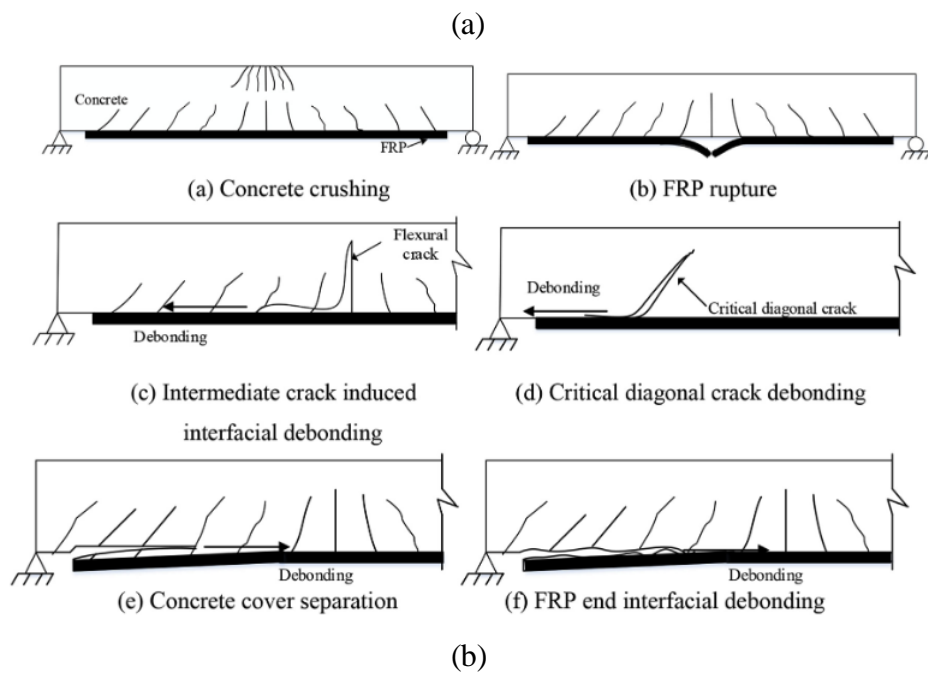 (a)
Concrete
FRP
(a) Concrete crushing
(b) FRP rupture
Flexural
crack
Debonding
(c) Intermediate crack induced
interfacial debonding
Debonding
Critical diagonal crack
(d) Critical diagonal crack debonding
Debonding
(e) Concrete cover separation
Debonding
(f) FRP end interfacial debonding
(b)